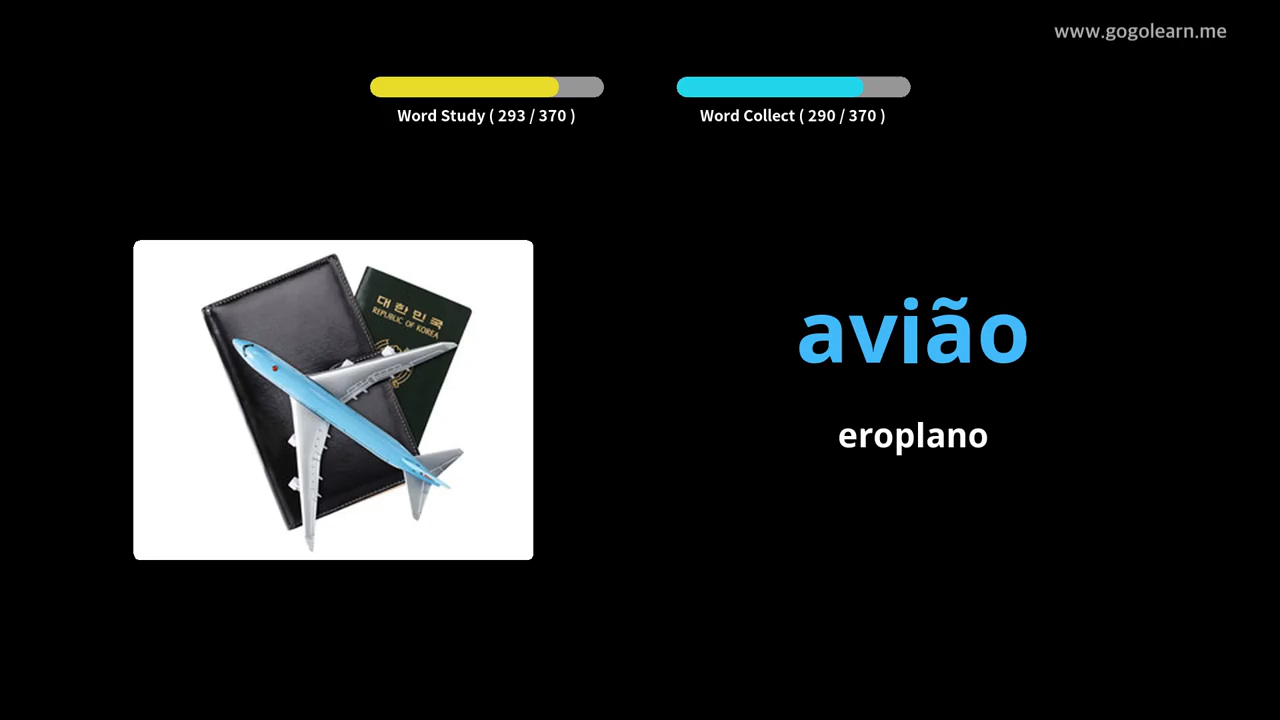 www.gogolearn.me
Word Study ( 293 / 370 )
Word Collect ( 290 / 370 )
대한민국
REPUBLIC OF KOREA
avião
eroplano